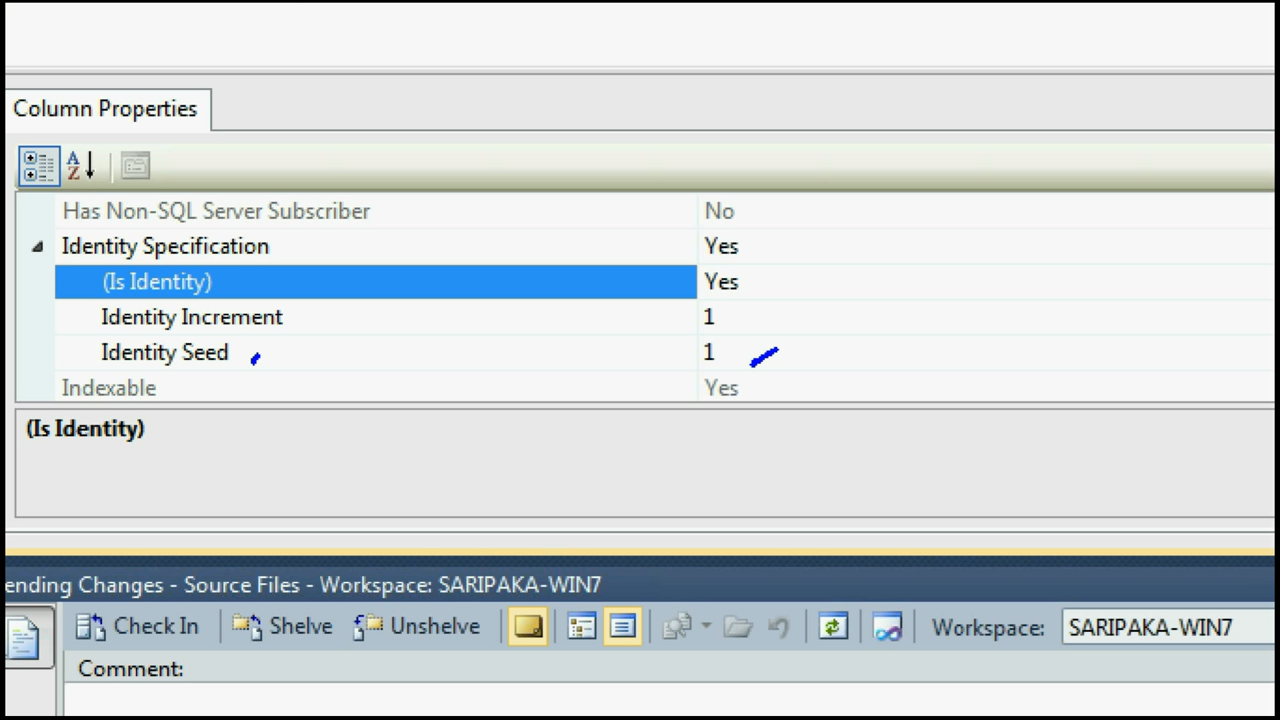 Column Properties
Has Non-SQL Server Subscriber No
Identity Specification Yes
(Is Identity) Yes
Identity Increment 1
Identity Seed 1
Indexable Yes
(Is Identity)
ending Changes - Source Files - Workspace: SARIPAKA-WIN7
Check In Shelve Unshelve Workspace: SARIPAKA-WIN7
Comment: